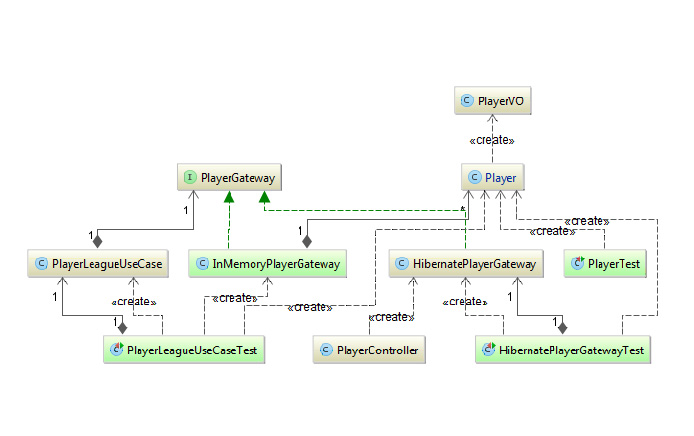 C PlayerVO
«create»
I PlayerGateway
C Player
1
1
1
1
«create»
«create»
C PlayerLeagueUseCase
C InMemoryPlayerGateway
C HibernatePlayerGateway
C PlayerTest
1
«create»
«create»
«create»
«create»
1
1
1
C PlayerLeagueUseCaseTest
C PlayerController
C HibernatePlayerGatewayTest